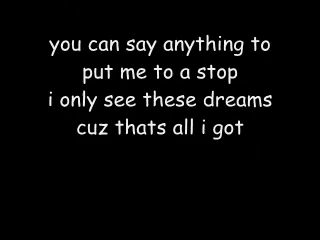 you can say anything to
put me to a stop
i only see these dreams
cuz thats all i got